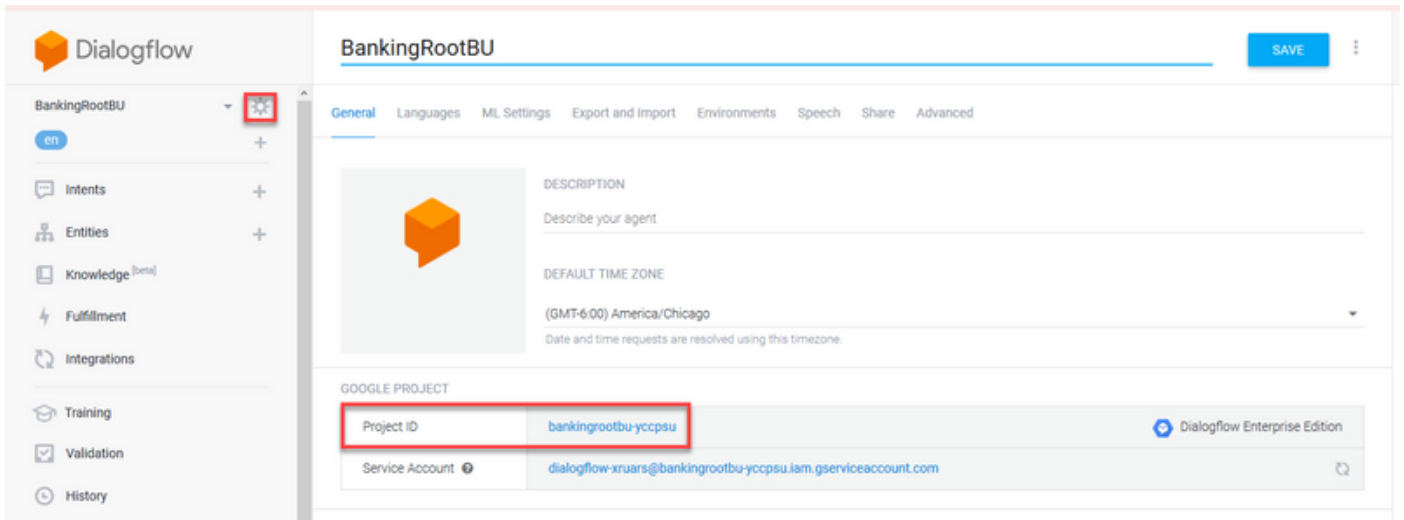 Dialogflow
BankingRootBU
en
Intents
Entities
Knowledge [beta]
Fulfillment
Integrations
Training
Validation
History
BankingRootBU
SAVE
General Languages ML Settings Export and Import Environments Speech Share Advanced
DESCRIPTION
Describe your agent
DEFAULT TIME ZONE
(GMT-6:00) America/Chicago
Date and time requests are resolved using this timezone.
GOOGLE PROJECT
Project ID bankingrootbu-yccpsu Dialogflow Enterprise Edition
Service Account dialogflow-xruars@bankingrootbu-yccpsu.iam.gserviceaccount.com